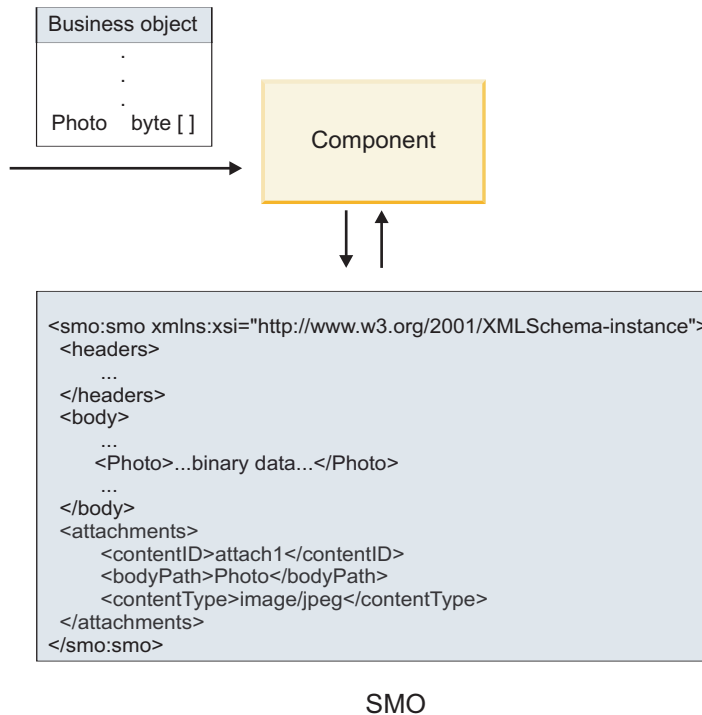 Business object
.
.
.
Photo byte [ ]
Component
<smo:smo xmlns:xsi="http://www.w3.org/2001/XMLSchema-instance">
<headers>
...
</headers>
<body>
...
<Photo>...binary data...</Photo>
...
</body>
<attachments>
<contentID>attach1</contentID>
<bodyPath>Photo</bodyPath>
<contentType>image/jpeg</contentType>
</attachments>
</smo:smo>
SMO